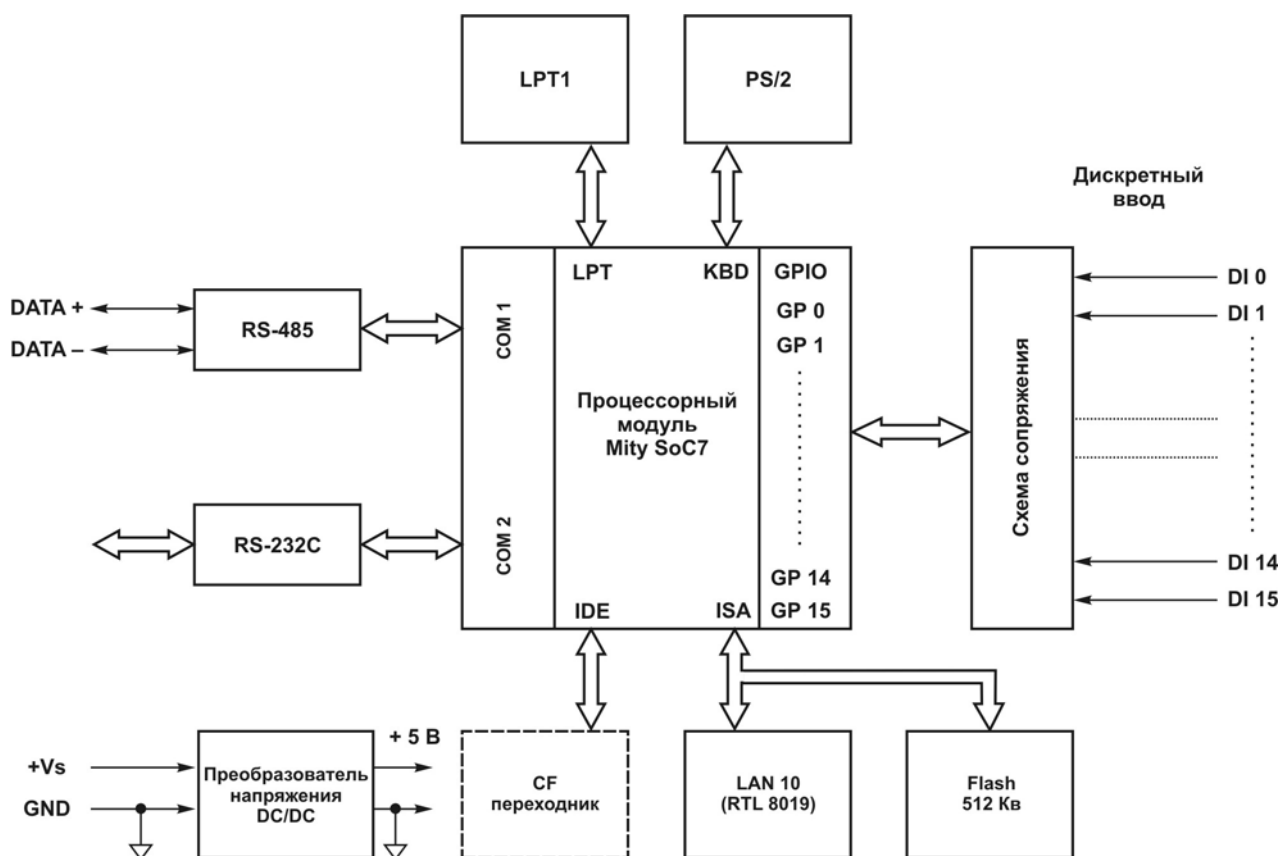 LPT1
PS/2
Дискретный
ввод
LPT
KBD
GPIO
DI 0
DATA +
RS-485
COM 1
GP 0
DI 1
DATA –
GP 1
Процессорный
модуль
Mity SoC7
Схема сопряжения
RS-232C
COM 2
GP 14
DI 14
IDE
ISA
GP 15
DI 15
+ 5 В
+Vs
GND
Преобразователь
напряжения
DC/DC
CF
переходник
LAN 10
(RTL 8019)
Flash
512 Кв